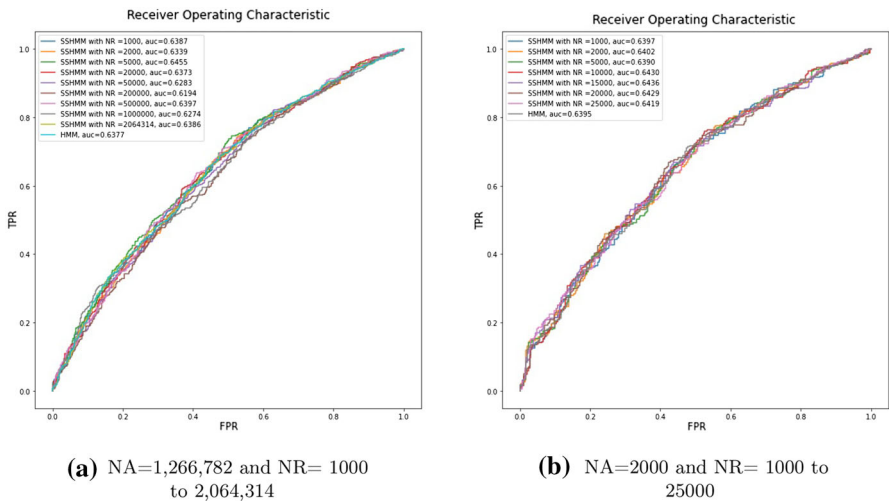 Receiver Operating Characteristic
SSHMM with NR =1000, auc=0.6387
SSHMM with NR =2000, auc=0.6339
SSHMM with NR =5000, auc=0.6455
SSHMM with NR =20000, auc=0.6373
SSHMM with NR =50000, auc=0.6283
SSHMM with NR =200000, auc=0.6194
SSHMM with NR =500000, auc=0.6397
SSHMM with NR =1000000, auc=0.6274
SSHMM with NR =2064314, auc=0.6386
HMM, auc=0.6377
1.0
0.8
0.6
0.4
0.2
0.0
TPR
0.0 0.2 0.4 0.6 0.8 1.0
FPR
(a) NA=1,266,782 and NR= 1000
to 2,064,314
Receiver Operating Characteristic
SSHMM with NR =1000, auc=0.6397
SSHMM with NR =2000, auc=0.6402
SSHMM with NR =5000, auc=0.6390
SSHMM with NR =10000, auc=0.6430
SSHMM with NR =15000, auc=0.6436
SSHMM with NR =20000, auc=0.6429
SSHMM with NR =25000, auc=0.6419
HMM, auc=0.6395
1.0
0.8
0.6
0.4
0.2
0.0
TPR
0.0 0.2 0.4 0.6 0.8 1.0
FPR
(b) NA=2000 and NR= 1000 to
25000